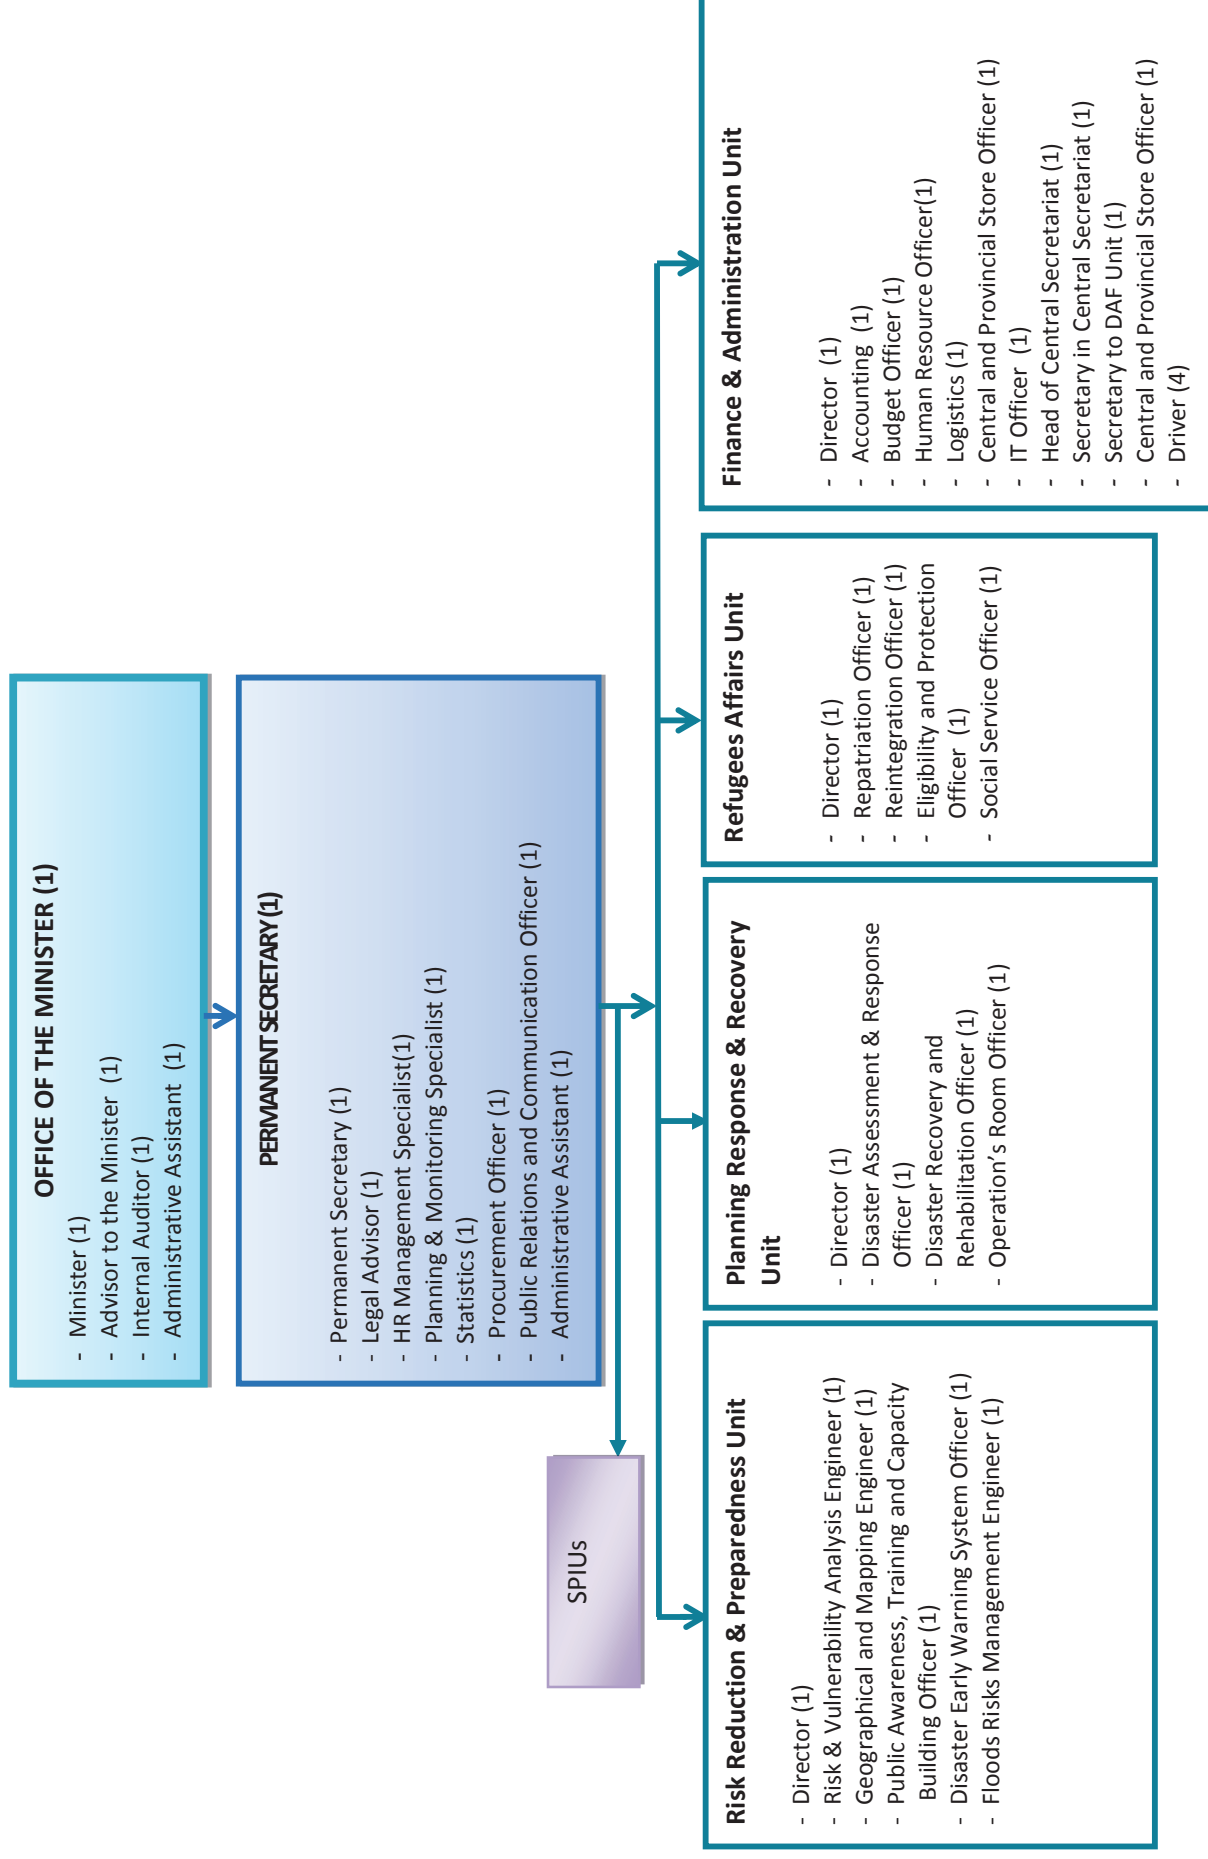 OFFICE OF THE MINISTER (1)
- Minister (1)
- Advisor to the Minister (1)
- Internal Auditor (1)
- Administrative Assistant (1)
PERMANENT SECRETARY (1)
- Permanent Secretary (1)
- Legal Advisor (1)
- HR Management Specialist(1)
- Planning & Monitoring Specialist (1)
- Statistics (1)
- Procurement Officer (1)
- Public Relations and Communication Officer (1)
- Administrative Assistant (1)
SPIUs
Risk Reduction & Preparedness Unit
- Director (1)
- Risk & Vulnerability Analysis Engineer (1)
- Geographical and Mapping Engineer (1)
- Public Awareness, Training and Capacity
Building Officer (1)
- Disaster Early Warning System Officer (1)
- Floods Risks Management Engineer (1)
Planning Response & Recovery
Unit
- Director (1)
- Disaster Assessment & Response
Officer (1)
- Disaster Recovery and
Rehabilitation Officer (1)
- Operation's Room Officer (1)
Refugees Affairs Unit
- Director (1)
- Repatriation Officer (1)
- Reintegration Officer (1)
- Eligibility and Protection
Officer (1)
- Social Service Officer (1)
Finance & Administration Unit
- Director (1)
- Accounting (1)
- Budget Officer (1)
- Human Resource Officer(1)
- Logistics (1)
- Central and Provincial Store Officer (1)
- IT Officer (1)
- Head of Central Secretariat (1)
- Secretary in Central Secretariat (1)
- Secretary to DAF Unit (1)
- Central and Provincial Store Officer (1)
- Driver (4)